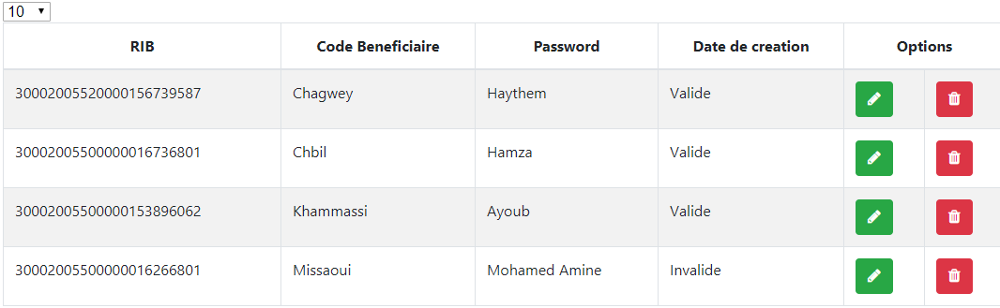 10
RIB Code Beneficiaire Password Date de creation Options
30002005520000156739587 Chagwey Haythem Valide
30002005500000016736801 Chbil Hamza Valide
30002005500000153896062 Khammassi Ayoub Valide
30002005500000016266801 Missaoui Mohamed Amine Invalide